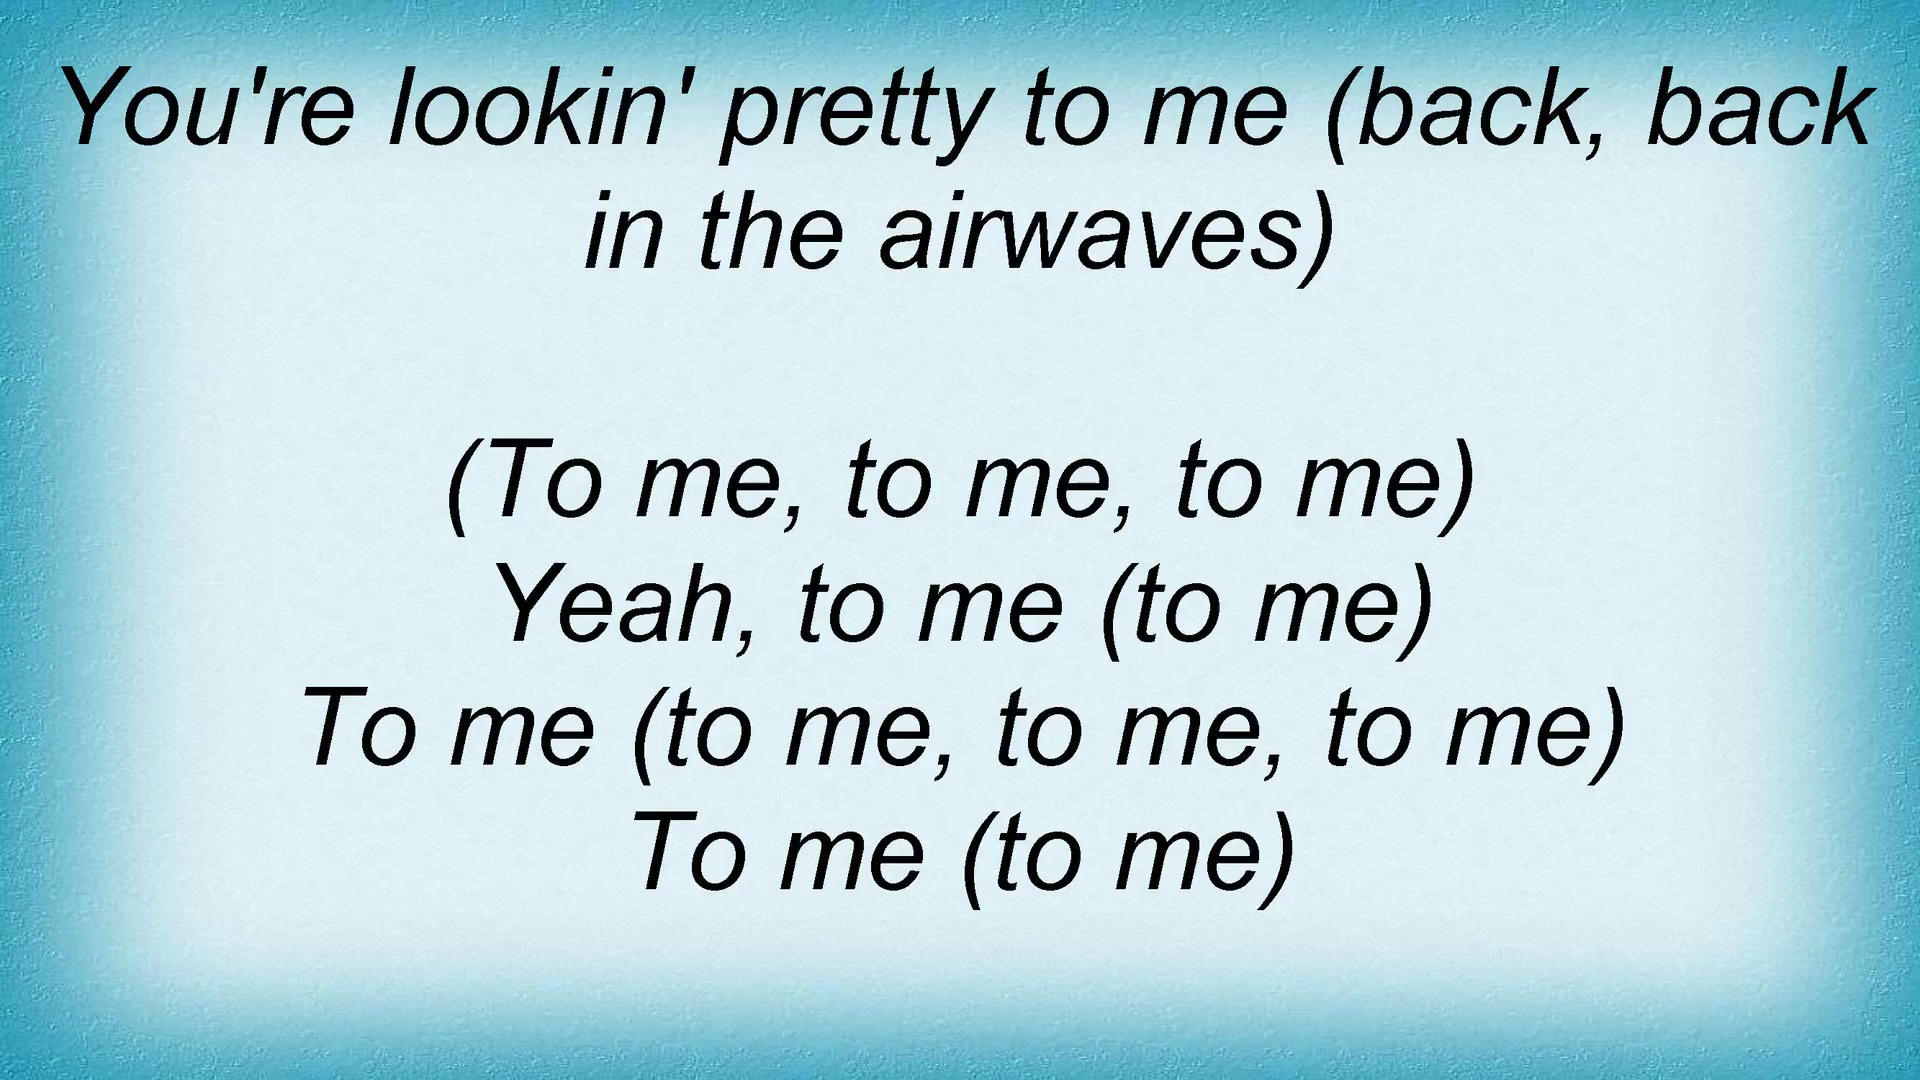 You're lookin' pretty to me (back, back
in the airwaves)
(To me, to me, to me)
Yeah, to me (to me)
To me (to me, to me, to me)
To me (to me)